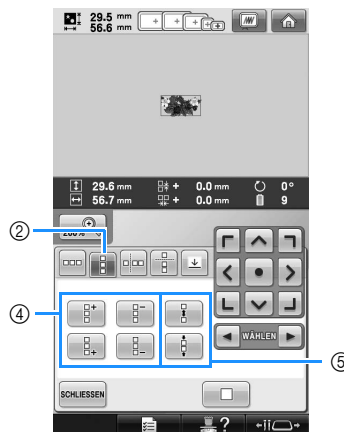 29.5 mm
56.6 mm
29.6 mm + 0.0 mm 0°
56.7 mm + 0.0 mm 9
200%
②
④
WÄHLEN
⑤
SCHLIESSEN
?